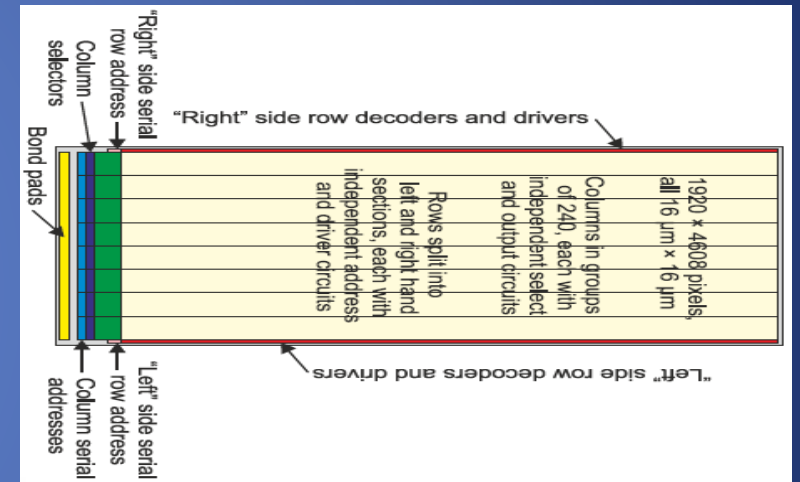 1920 × 4608 pixels,
all 16 µm × 16 µm
Columns in groups
of 240, each with
independent select
and output circuits
Rows split into
left and right hand
sections, each with
independent address
and driver circuits
"Right" side row decoders and drivers
"Left" side row decoders and drivers
"Right" side serial
row address
Column
selectors
Bond pads
"Left" side serial
row address
Column serial
addresses